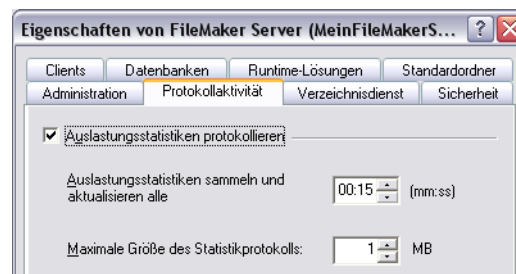 Eigenschaften von FileMaker Server (MeinFileMakerS...
Clients Datenbanken Runtime-Lösungen Standardordner
Administration Protokollaktivität Verzeichnisdienst Sicherheit
Auslastungsstatistiken protokollieren
Auslastungsstatistiken sammeln und
aktualisieren alle
00:15 (mm:ss)
Maximale Größe des Statistikprotokolls: 1 MB